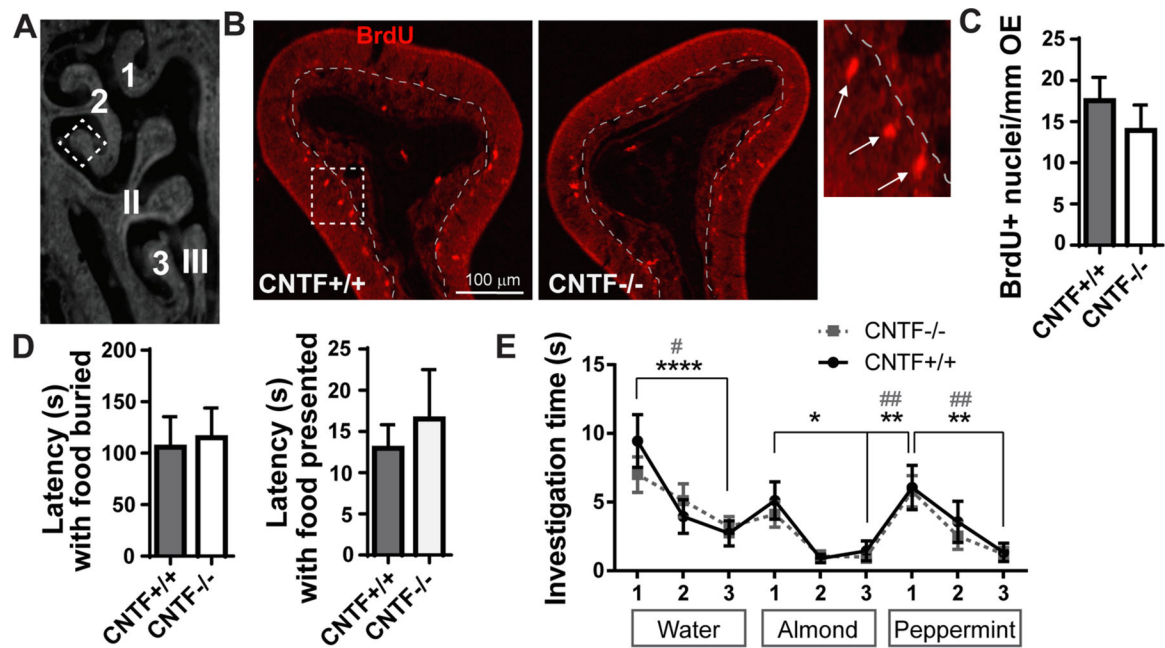 A
1
2
II
3
III
B
BrdU
CNTF+/+
100 μm
CNTF-/-
C
BrdU+ nuclei/mm OE
25
20
15
10
5
0
CNTF+/+
CNTF-/-
D
Latency (s)
with food buried
200
150
100
50
0
CNTF+/+
CNTF-/-
Latency (s)
with food presented
25
20
15
10
5
0
CNTF+/+
CNTF-/-
E
CNTF-/-
CNTF+/+
Investigation time (s)
15
10
5
0
#
****
*
##
**
##
**
1 2 3 1 2 3 1 2 3
Water Almond Peppermint